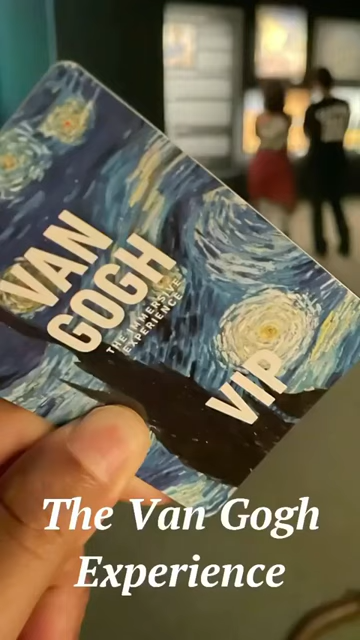 VAN
GOGH
THE IMMERSIVE
EXPERIENCE
VIP
The Van Gogh
Experience